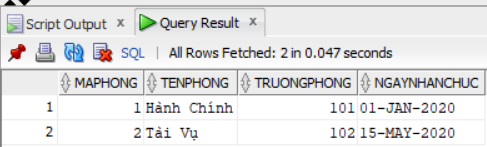 Script Output × Query Result ×
SQL | All Rows Fetched: 2 in 0.047 seconds
MAPHONG TENPHONG TRUONGPHONG NGAYNHANCHUC
1 1 Hành Chính 101 01-JAN-2020
2 2 Tài Vụ 102 15-MAY-2020